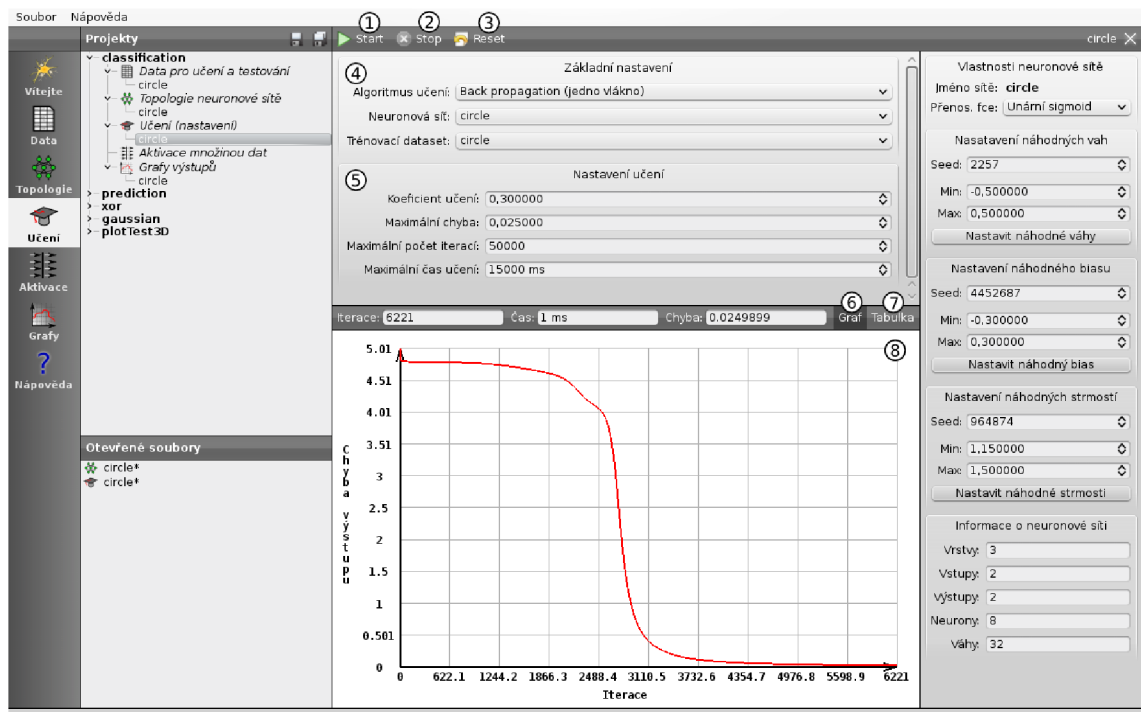 Soubor Nápověda
Projekty
① Start ② Stop ③ Reset
circle
Vítejte
Data
Topologie
Učení
Aktivace
Grafy
Nápověda
classification
Data pro učení a testování
circle
Topologie neuronové sítě
circle
Učení (nastavení)
circle
Aktivace množinou dat
Grafy výstupů
circle
prediction
xor
gaussian
plotTest3D
Otevřené soubory
circle*
circle*
④ Základní nastavení
Algoritmus učení: Back propagation (jedno vlákno)
Neuronová síť: circle
Trénovací dataset: circle
⑤ Nastavení učení
Koeficient učení: 0,300000
Maximální chyba: 0,025000
Maximální počet iterací: 50000
Maximální čas učení: 15000 ms
⑥ ⑦
Iterace: 6221 Čas: 1 ms Chyba: 0.0249899 Graf Tabulka
⑧
Chyba výstupu
5.01
4.51
4.01
3.51
3
2.5
2
1.5
1
0.501
0
0 622.1 1244.2 1866.3 2488.4 3110.5 3732.6 4354.7 4976.8 5598.9 6221
Iterace
Vlastnosti neuronové sítě
Jméno sítě: circle
Přenos. fce: Unární sigmoid
Nasatavení náhodných vah
Seed: 2257
Min: -0,500000
Max: 0,500000
Nastavit náhodné váhy
Nastavení náhodného biasu
Seed: 4452687
Min: -0,300000
Max: 0,300000
Nastavit náhodný bias
Nastavení náhodných strmostí
Seed: 964874
Min: 1,150000
Max: 1,500000
Nastavit náhodné strmosti
Informace o neuronové síti
Vrstvy: 3
Vstupy: 2
Výstupy: 2
Neurony: 8
Váhy: 32